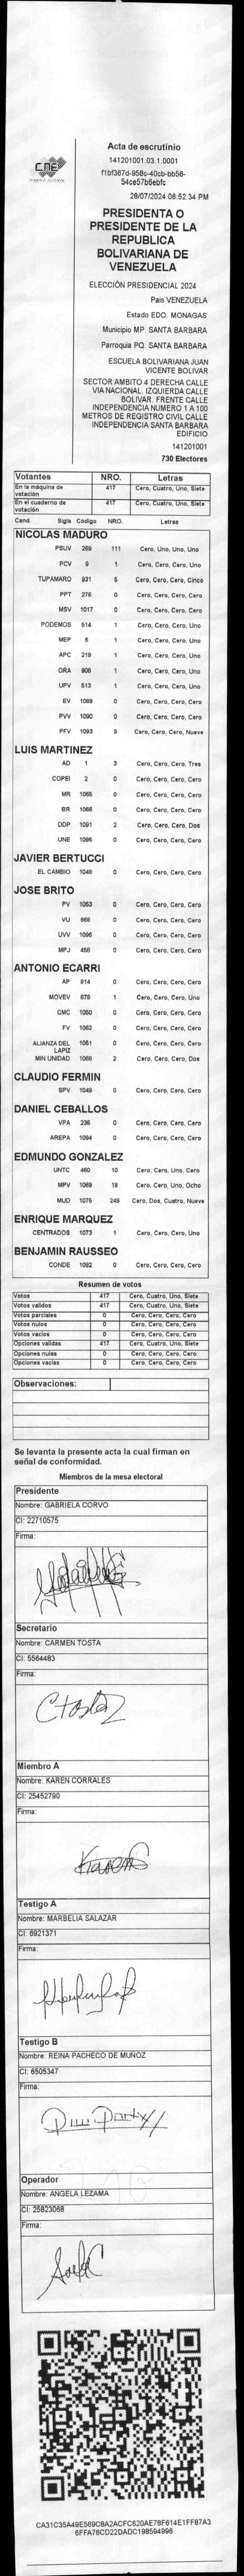 CNE
Acta de escrutinio
141201001.03.1.0001
f1bf367d-958c-40cb-bb58-
54ce57b6ebfc
28/07/2024 06:52:34 PM
PRESIDENTA O
PRESIDENTE DE LA
REPUBLICA
BOLIVARIANA DE
VENEZUELA
ELECCIÓN PRESIDENCIAL 2024
País VENEZUELA
Estado EDO. MONAGAS
Municipio MP. SANTA BARBARA
Parroquia PQ. SANTA BARBARA
ESCUELA BOLIVARIANA JUAN
VICENTE BOLIVAR
SECTOR AMBITO 4 DERECHA CALLE
VIA NACIONAL. IZQUIERDA CALLE
BOLIVAR. FRENTE CALLE
INDEPENDENCIA NUMERO 1 A 100
METROS DE REGISTRO CIVIL CALLE
INDEPENDENCIA SANTA BARBARA
EDIFICIO
141201001
730 Electores
Votantes NRO. Letras
En la máquina de votación 417 Cero, Cuatro, Uno, Siete
En el cuaderno de votación 417 Cero, Cuatro, Uno, Siete
Cand. Sigla Código NRO. Letras
NICOLAS MADURO
PSUV 269 111 Cero, Uno, Uno, Uno
PCV 9 1 Cero, Cero, Cero, Uno
TUPAMARO 931 5 Cero, Cero, Cero, Cinco
PPT 276 0 Cero, Cero, Cero, Cero
MSV 1017 0 Cero, Cero, Cero, Cero
PODEMOS 514 1 Cero, Cero, Cero, Uno
MEP 6 1 Cero, Cero, Cero, Uno
APC 219 1 Cero, Cero, Cero, Uno
ORA 906 1 Cero, Cero, Cero, Uno
UPV 513 1 Cero, Cero, Cero, Uno
EV 1089 0 Cero, Cero, Cero, Cero
PVV 1090 0 Cero, Cero, Cero, Cero
PFV 1093 9 Cero, Cero, Cero, Nueve
LUIS MARTINEZ
AD 1 3 Cero, Cero, Cero, Tres
COPEI 2 0 Cero, Cero, Cero, Cero
MR 1065 0 Cero, Cero, Cero, Cero
BR 1066 0 Cero, Cero, Cero, Cero
DDP 1091 2 Cero, Cero, Cero, Dos
UNE 1095 0 Cero, Cero, Cero, Cero
JAVIER BERTUCCI
EL CAMBIO 1048 0 Cero, Cero, Cero, Cero
JOSE BRITO
PV 1053 0 Cero, Cero, Cero, Cero
VU 868 0 Cero, Cero, Cero, Cero
UVV 1096 0 Cero, Cero, Cero, Cero
MPJ 458 0 Cero, Cero, Cero, Cero
ANTONIO ECARRI
AP 814 0 Cero, Cero, Cero, Cero
MOVEV 878 1 Cero, Cero, Cero, Uno
CMC 1050 0 Cero, Cero, Cero, Cero
FV 1062 0 Cero, Cero, Cero, Cero
ALIANZA DEL LAPIZ 1051 0 Cero, Cero, Cero, Cero
MIN UNIDAD 1058 2 Cero, Cero, Cero, Dos
CLAUDIO FERMIN
SPV 1049 0 Cero, Cero, Cero, Cero
DANIEL CEBALLOS
VPA 236 0 Cero, Cero, Cero, Cero
AREPA 1094 0 Cero, Cero, Cero, Cero
EDMUNDO GONZALEZ
UNTC 460 10 Cero, Cero, Uno, Cero
MPV 1069 18 Cero, Cero, Uno, Ocho
MUD 1075 249 Cero, Dos, Cuatro, Nueve
ENRIQUE MARQUEZ
CENTRADOS 1073 1 Cero, Cero, Cero, Uno
BENJAMIN RAUSSEO
CONDE 1092 0 Cero, Cero, Cero, Cero
Resumen de votos
Votos 417 Cero, Cuatro, Uno, Siete
Votos validos 417 Cero, Cuatro, Uno, Siete
Votos parciales 0 Cero, Cero, Cero, Cero
Votos nulos 0 Cero, Cero, Cero, Cero
Votos vacios 0 Cero, Cero, Cero, Cero
Opciones validas 417 Cero, Cuatro, Uno, Siete
Opciones nulas 0 Cero, Cero, Cero, Cero
Opciones vacias 0 Cero, Cero, Cero, Cero
Observaciones:
Se levanta la presente acta la cual firman en
señal de conformidad.
Miembros de la mesa electoral
Presidente
Nombre: GABRIELA CORVO
CI: 22710575
Firma:
Secretario
Nombre: CARMEN TOSTA
CI: 5564483
Firma:
CTosta
Miembro A
Nombre: KAREN CORRALES
CI: 25452790
Firma:
KarenC
Testigo A
Nombre: MARBELIA SALAZAR
CI: 6921371
Firma:
Testigo B
Nombre: REINA PACHECO DE MUÑOZ
CI: 6505347
Firma:
Operador
Nombre: ANGELA LEZAMA
CI: 25823068
Firma:
CA31C35A49E569C8A2ACFC620AE78F614E1FF87A3
6FFA76CD22DADC198594996